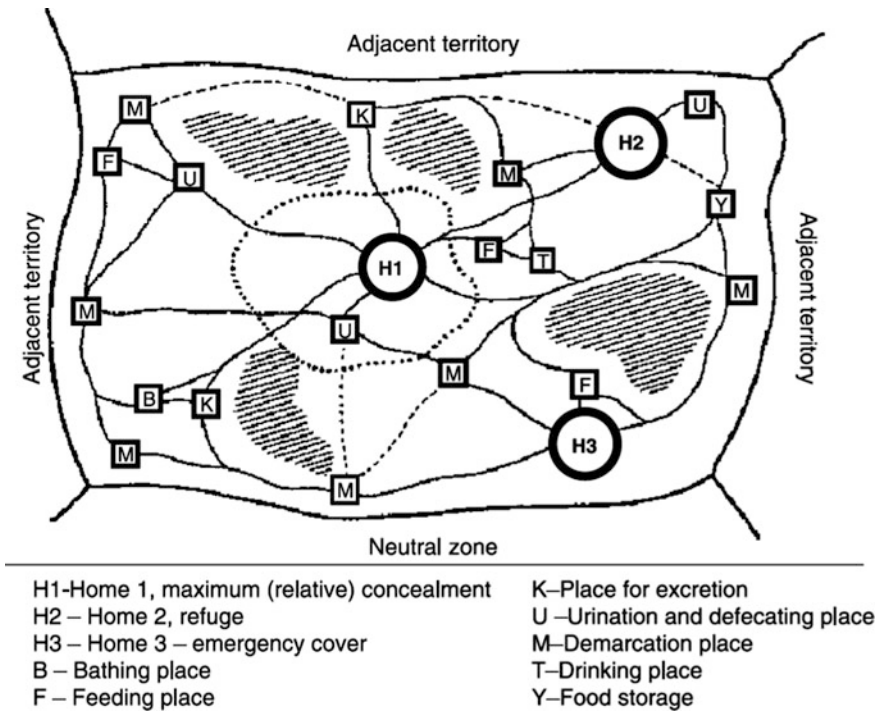 Adjacent territory
M
K
U
H2
F
U
M
Y
Adjacent territory
H1
F
T
Adjacent territory
M
M
U
M
B
K
F
H3
M
M
Neutral zone
H1-Home 1, maximum (relative) concealment
H2 – Home 2, refuge
H3 – Home 3 – emergency cover
B – Bathing place
F – Feeding place
K–Place for excretion
U –Urination and defecating place
M–Demarcation place
T–Drinking place
Y–Food storage